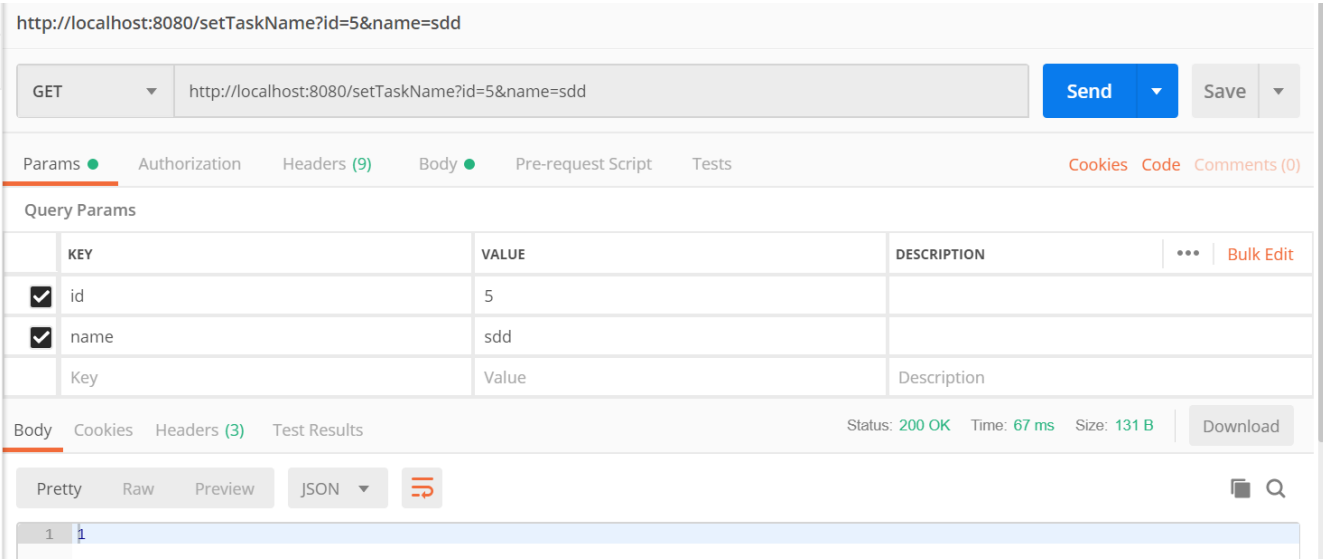 http://localhost:8080/setTaskName?id=5&name=sdd
GET http://localhost:8080/setTaskName?id=5&name=sdd Send Save
Params Authorization Headers (9) Body Pre-request Script Tests Cookies Code Comments (0)
Query Params
KEY VALUE DESCRIPTION ••• Bulk Edit
id 5
name sdd
Key Value Description
Body Cookies Headers (3) Test Results Status: 200 OK Time: 67 ms Size: 131 B Download
Pretty Raw Preview JSON
1 1